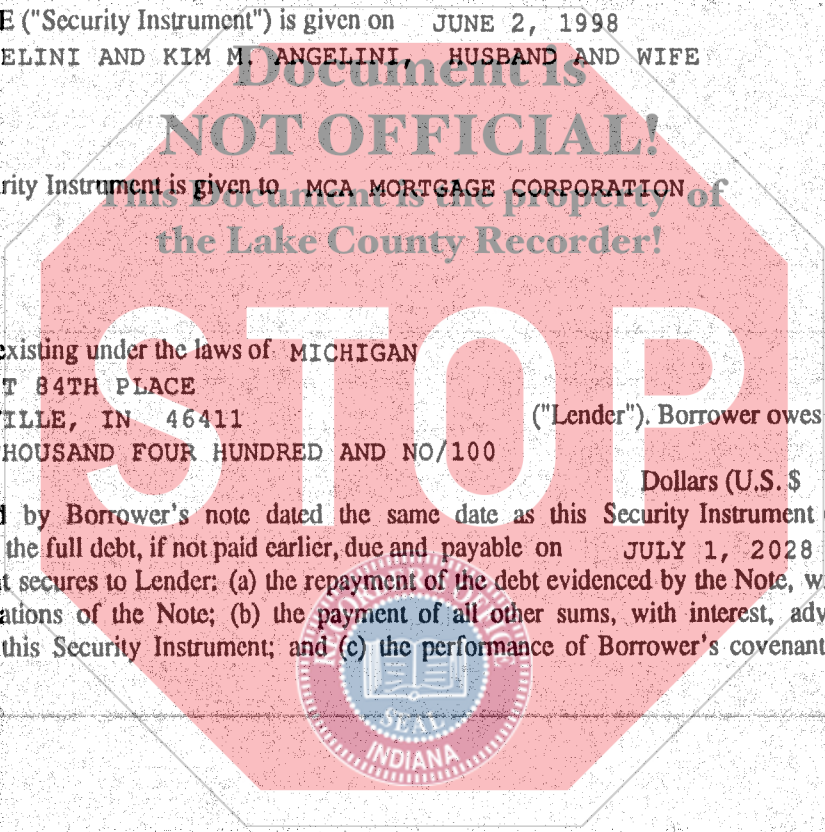 E ("Security Instrument") is given on JUNE 2, 1998
ELINI AND KIM M. ANGELINI, HUSBAND AND WIFE
Document is
NOT OFFICIAL!
rity Instrument is given to MCA MORTGAGE CORPORATION
This Document is the property of
the Lake County Recorder!
STOP
existing under the laws of MICHIGAN
T 84TH PLACE
ILLE, IN 46411 ("Lender"). Borrower owes
HOUSAND FOUR HUNDRED AND NO/100
Dollars (U.S. $
by Borrower's note dated the same date as this Security Instrument
the full debt, if not paid earlier, due and payable on JULY 1, 2028
t secures to Lender: (a) the repayment of the debt evidenced by the Note, w
ations of the Note; (b) the payment of all other sums, with interest, adv
this Security Instrument; and (c) the performance of Borrower's covenant
RECORDER'S OFFICE
SEAL
INDIANA